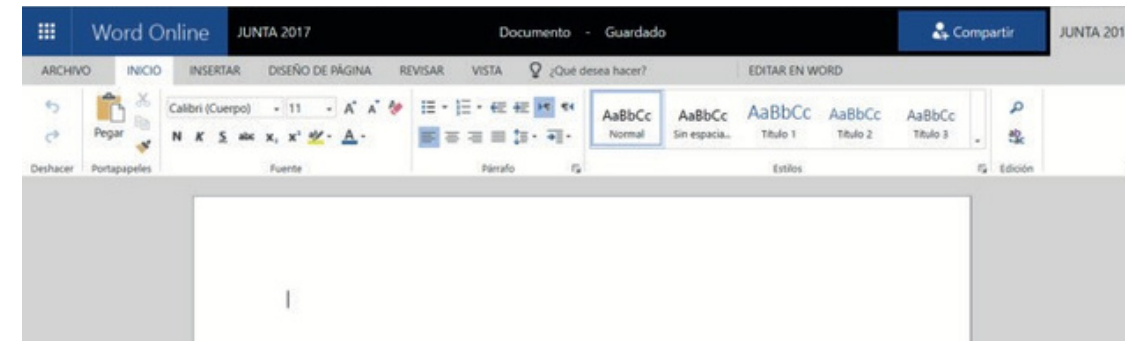 Word Online JUNTA 2017 Documento - Guardado Compartir JUNTA 201
ARCHIVO INICIO INSERTAR DISEÑO DE PÁGINA REVISAR VISTA ¿Qué desea hacer? EDITAR EN WORD
Calibri (Cuerpo) 11 A A
Pegar
N K S abc x, x² A
AaBbCc AaBbCc AaBbCc AaBbCc AaBbCc
Normal Sin espacia... Título 1 Título 2 Título 3
Deshacer Portapapeles Fuente Párrafo Estilos Edición